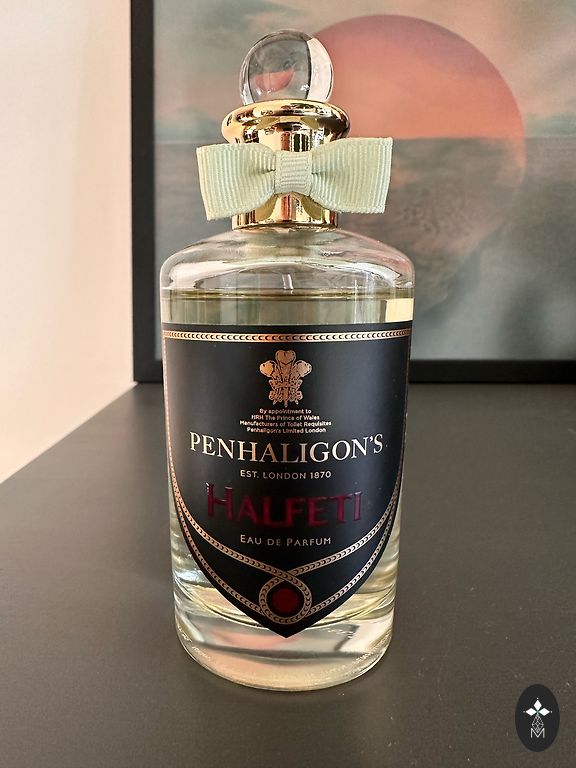 By appointment to
HRH The Prince of Wales
Manufacturers of Toilet Requisites
Penhaligon's Limited London
PENHALIGON'S
EST. LONDON 1870
HALFETI
EAU DE PARFUM
M